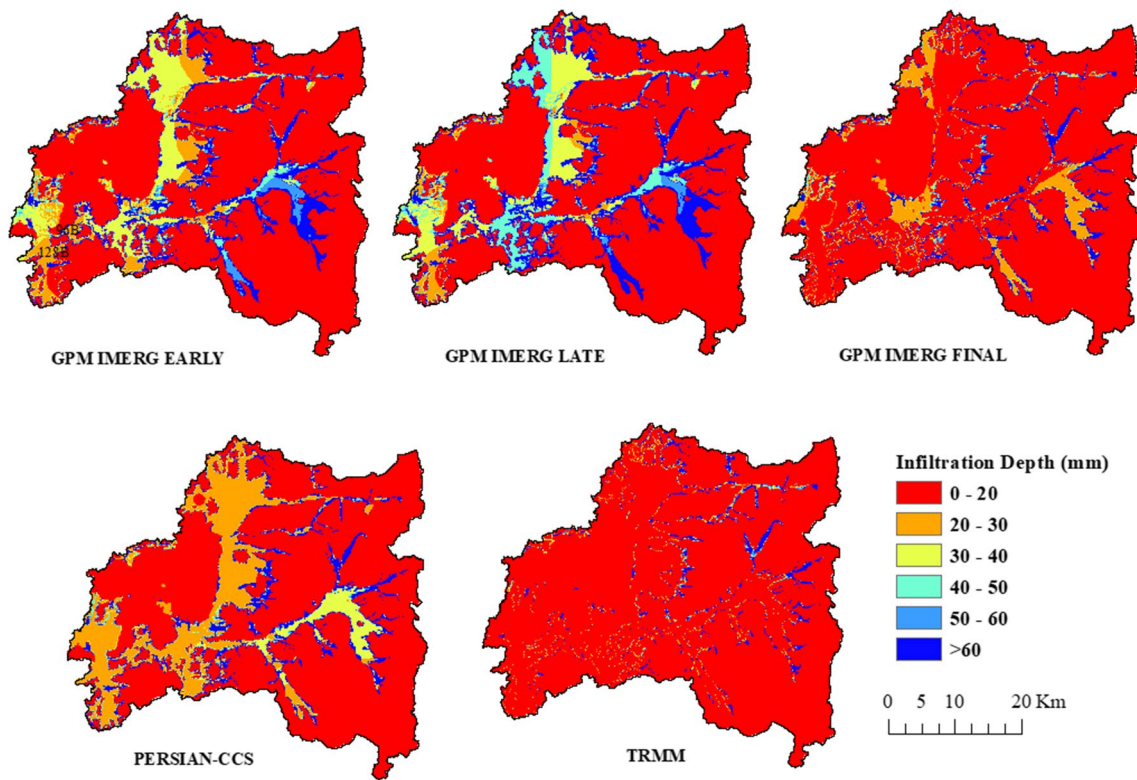 GPM IMERG EARLY
GPM IMERG LATE
GPM IMERG FINAL
Infiltration Depth (mm)
0 - 20
20 - 30
30 - 40
40 - 50
50 - 60
>60
0 5 10 20 Km
PERSIAN-CCS
TRMM